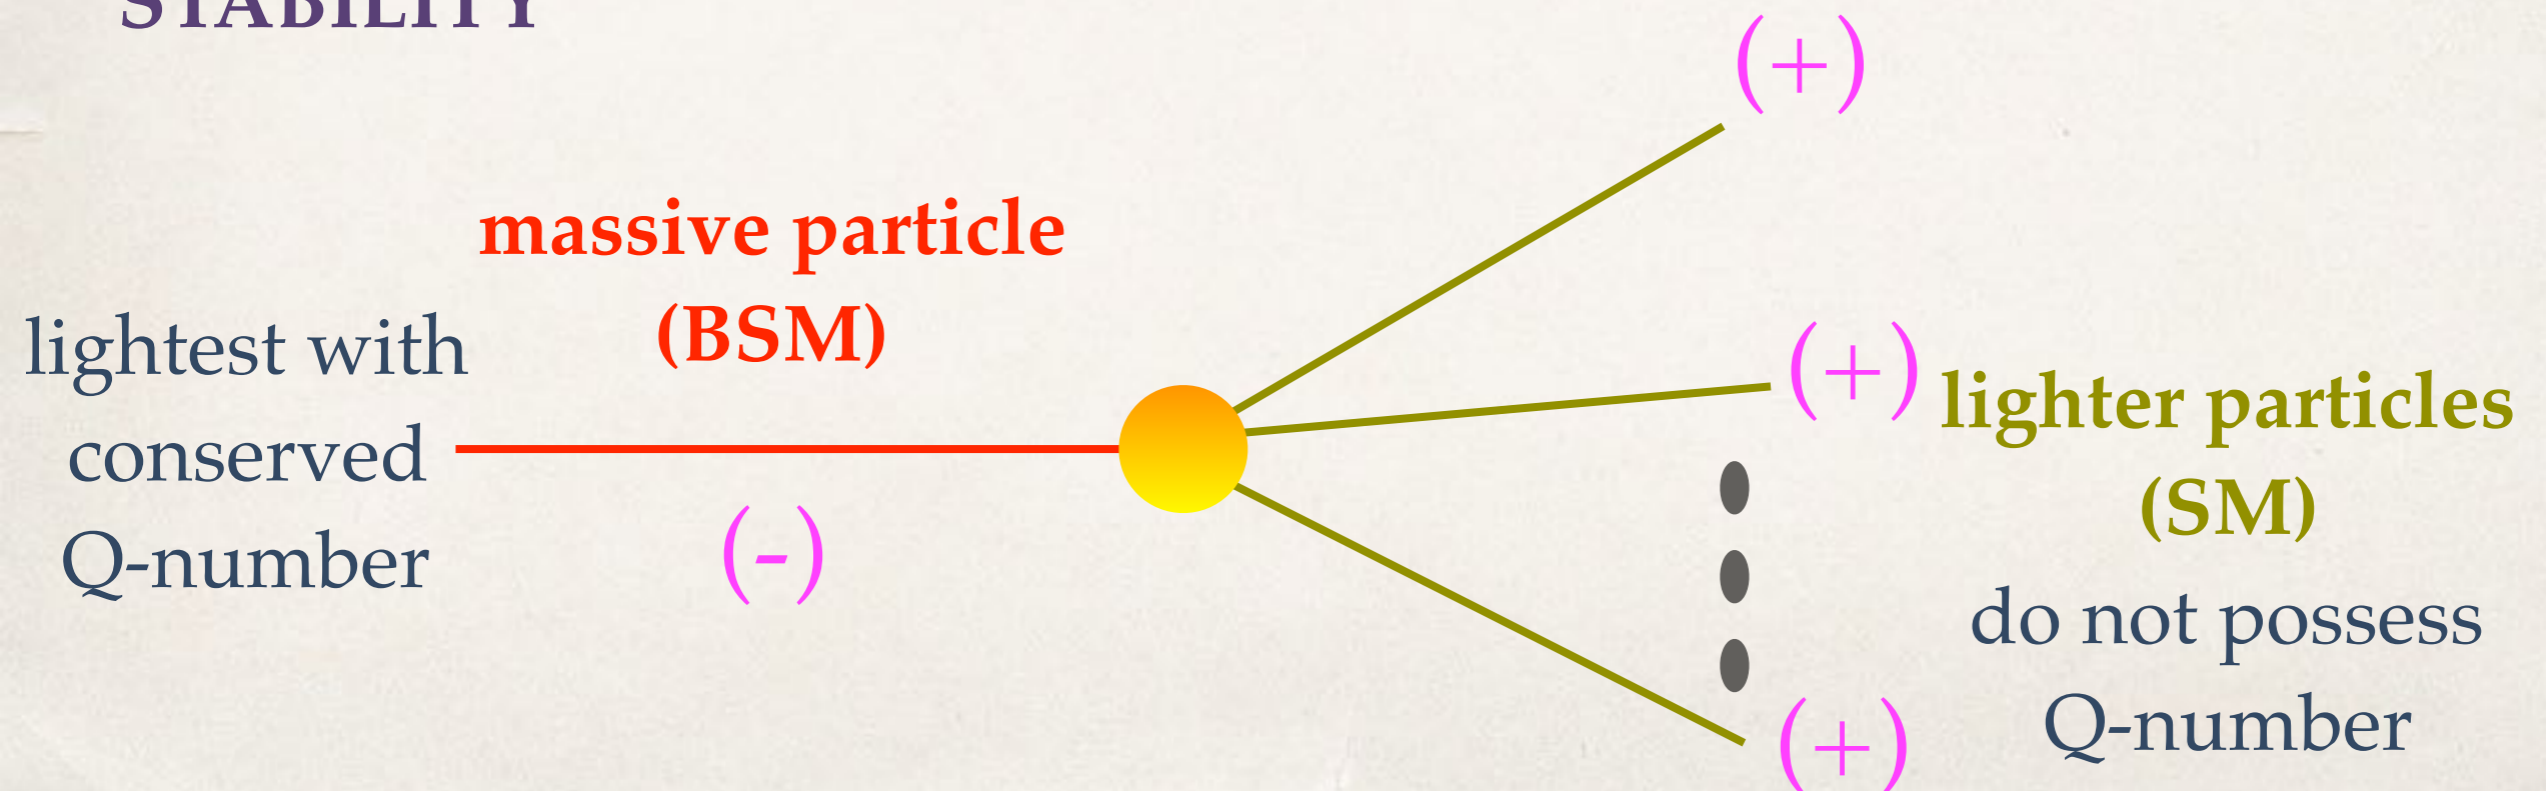 STABILITY
(+)
massive particle
(BSM)
lightest with
conserved
Q-number
(-)
(+)
lighter particles
(SM)
do not possess
Q-number
(+)